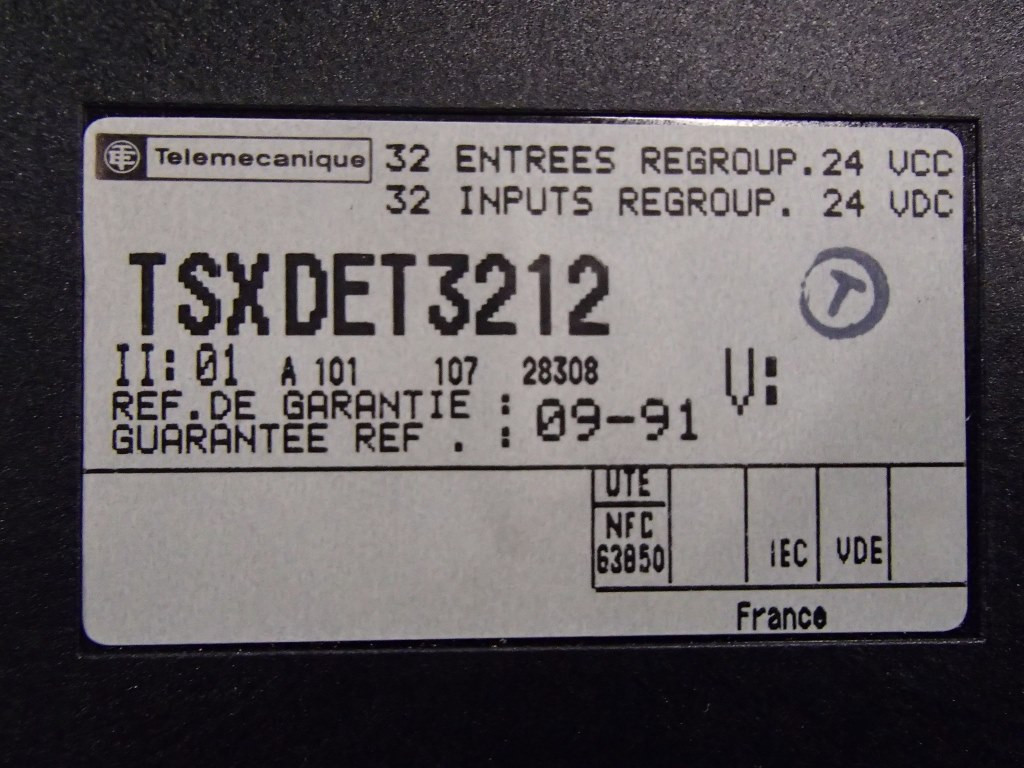 TE Telemecanique 32 ENTREES REGROUP.24 VCC
32 INPUTS REGROUP. 24 VDC
TSXDET3212
T
II:01 A 101 107 28308 V:
REF.DE GARANTIE :
GUARANTEE REF . : 09-91
UTE
NFC
63850 IEC VDE
France